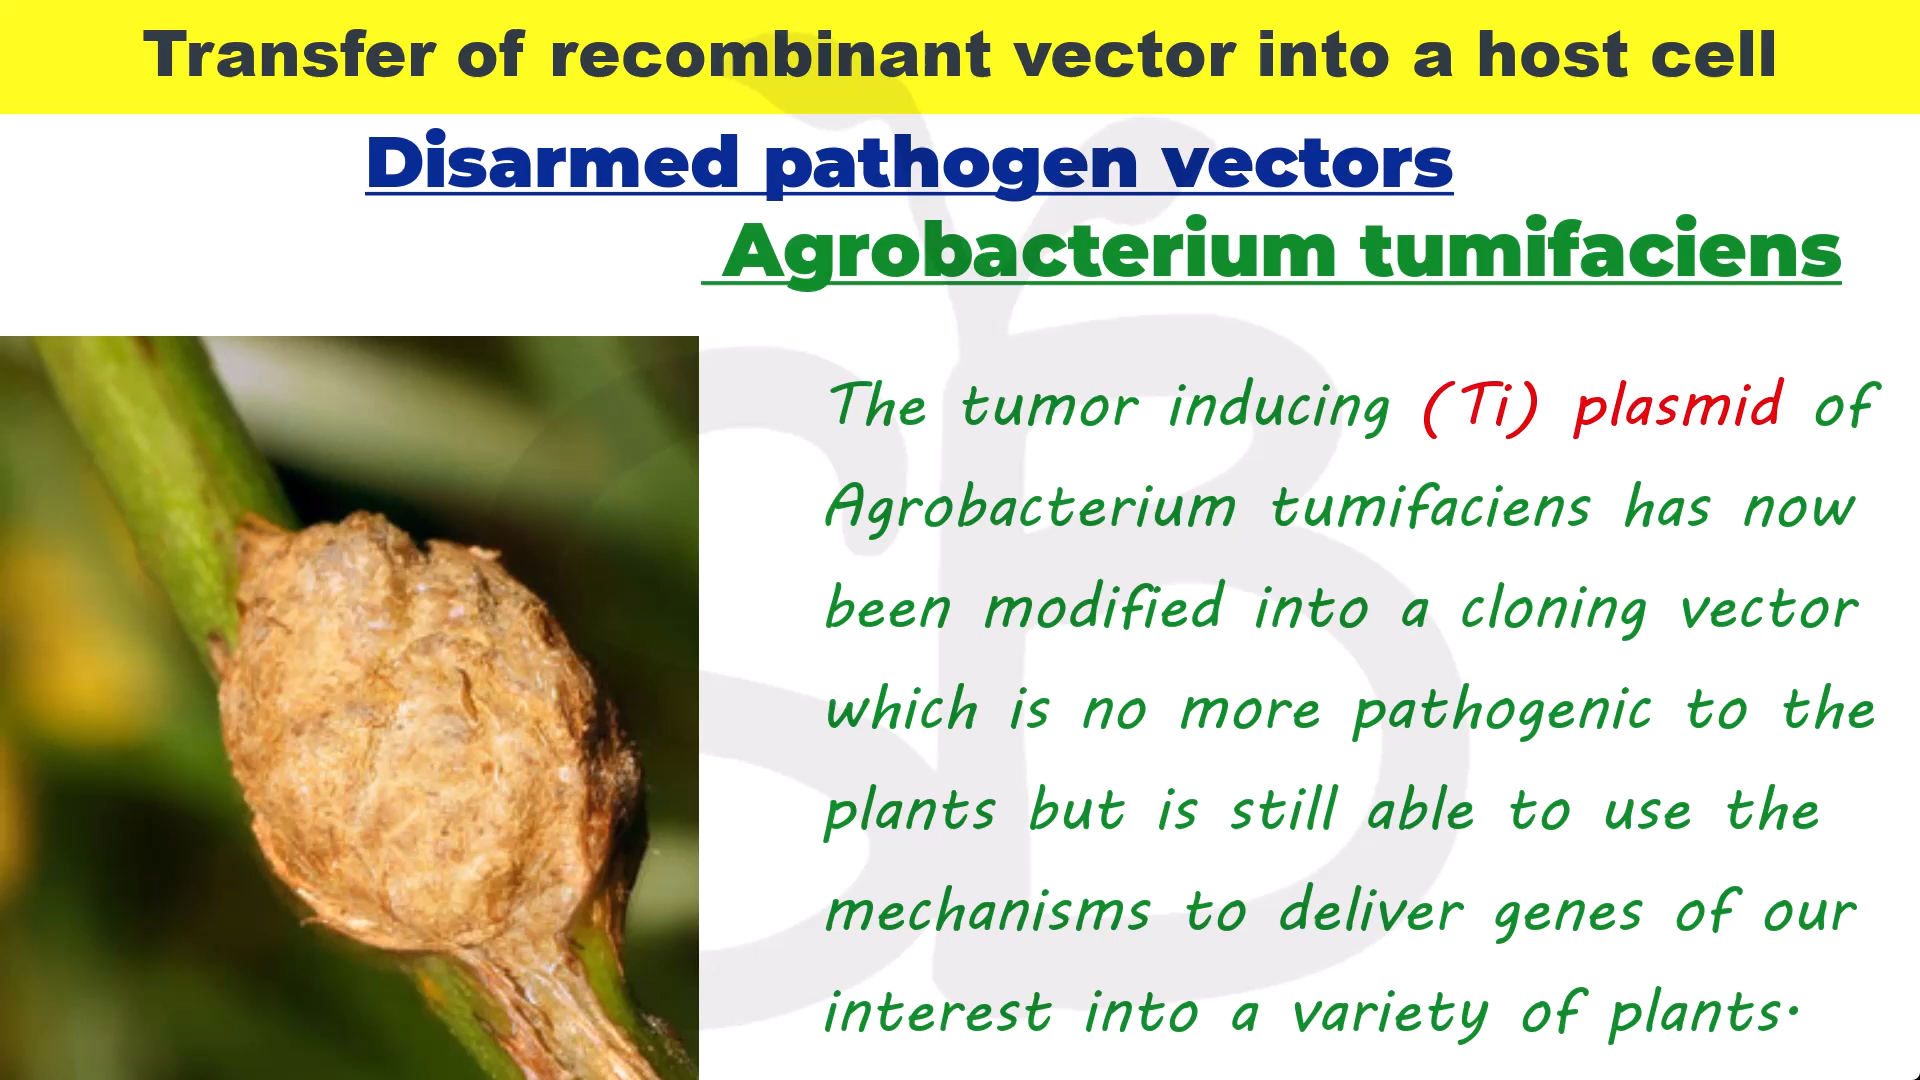 Transfer of recombinant vector into a host cell
Disarmed pathogen vectors
Agrobacterium tumifaciens
The tumor inducing (Ti) plasmid of
Agrobacterium tumifaciens has now
been modified into a cloning vector
which is no more pathogenic to the
plants but is still able to use the
mechanisms to deliver genes of our
interest into a variety of plants.
SB